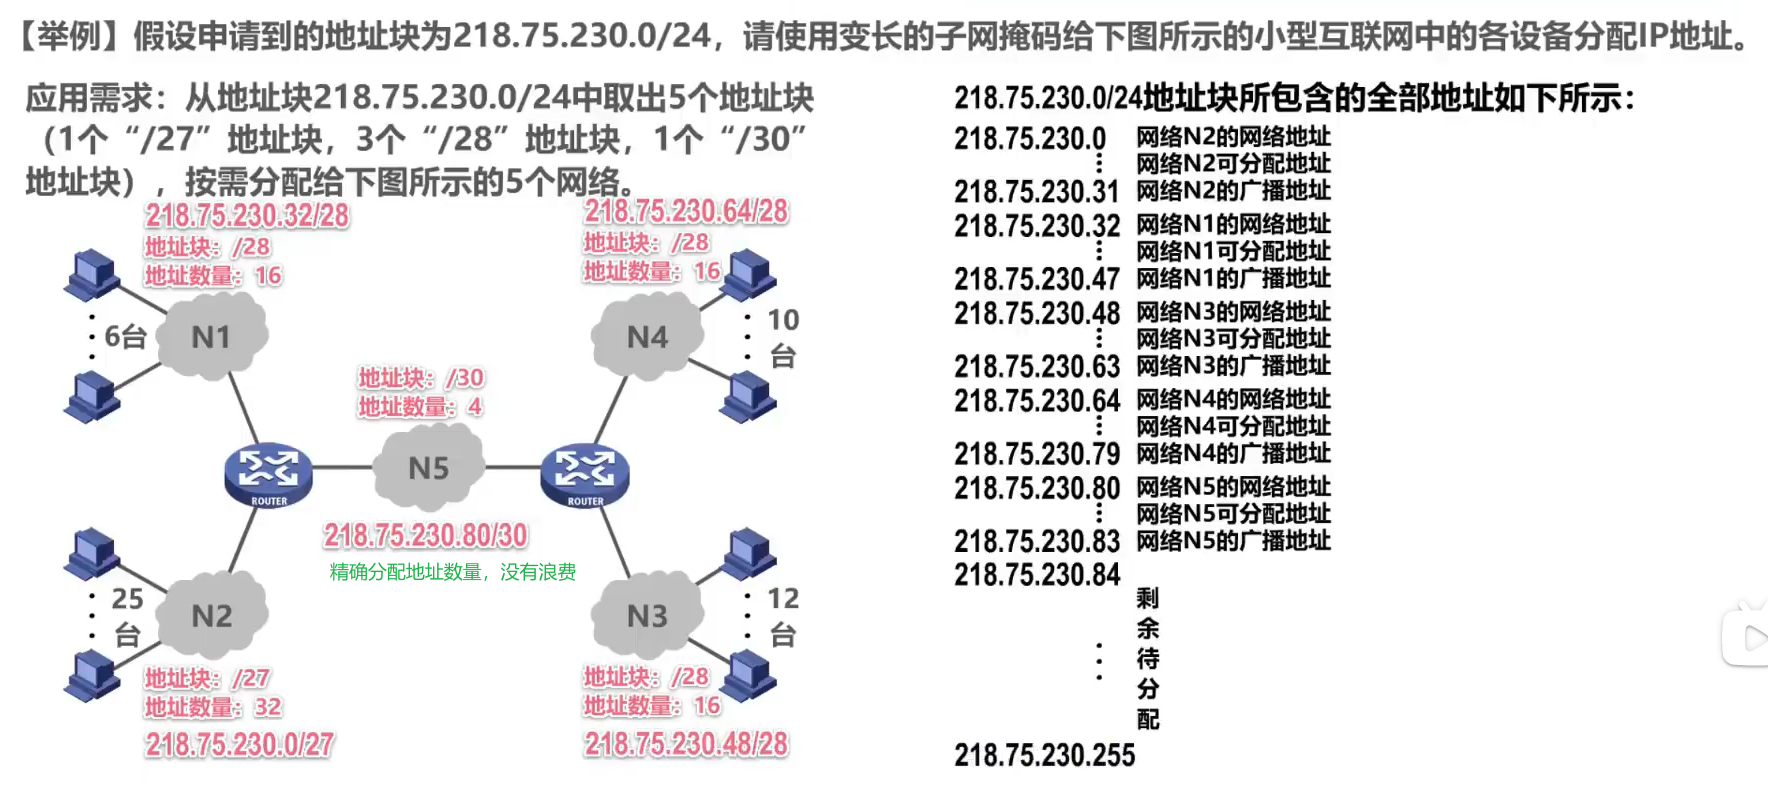 【举例】假设申请到的地址块为218.75.230.0/24，请使用变长的子网掩码给下图所示的小型互联网中的各设备分配IP地址。
应用需求：从地址块218.75.230.0/24中取出5个地址块
（1个“/27”地址块，3个“/28”地址块，1个“/30”
地址块），按需分配给下图所示的5个网络。
218.75.230.32/28
地址块：/28
地址数量：16
6台
N1
218.75.230.64/28
地址块：/28
地址数量：16
N4
10
台
地址块：/30
地址数量：4
N5
ROUTER
ROUTER
218.75.230.80/30
精确分配地址数量，没有浪费
25
台
N2
地址块：/27
地址数量：32
218.75.230.0/27
N3
12
台
地址块：/28
地址数量：16
218.75.230.48/28
218.75.230.0/24地址块所包含的全部地址如下所示：
218.75.230.0 网络N2的网络地址
⋮ 网络N2可分配地址
218.75.230.31 网络N2的广播地址
218.75.230.32 网络N1的网络地址
⋮ 网络N1可分配地址
218.75.230.47 网络N1的广播地址
218.75.230.48 网络N3的网络地址
⋮ 网络N3可分配地址
218.75.230.63 网络N3的广播地址
218.75.230.64 网络N4的网络地址
⋮ 网络N4可分配地址
218.75.230.79 网络N4的广播地址
218.75.230.80 网络N5的网络地址
⋮ 网络N5可分配地址
218.75.230.83 网络N5的广播地址
218.75.230.84
剩
余
⋮ 待
分
配
218.75.230.255